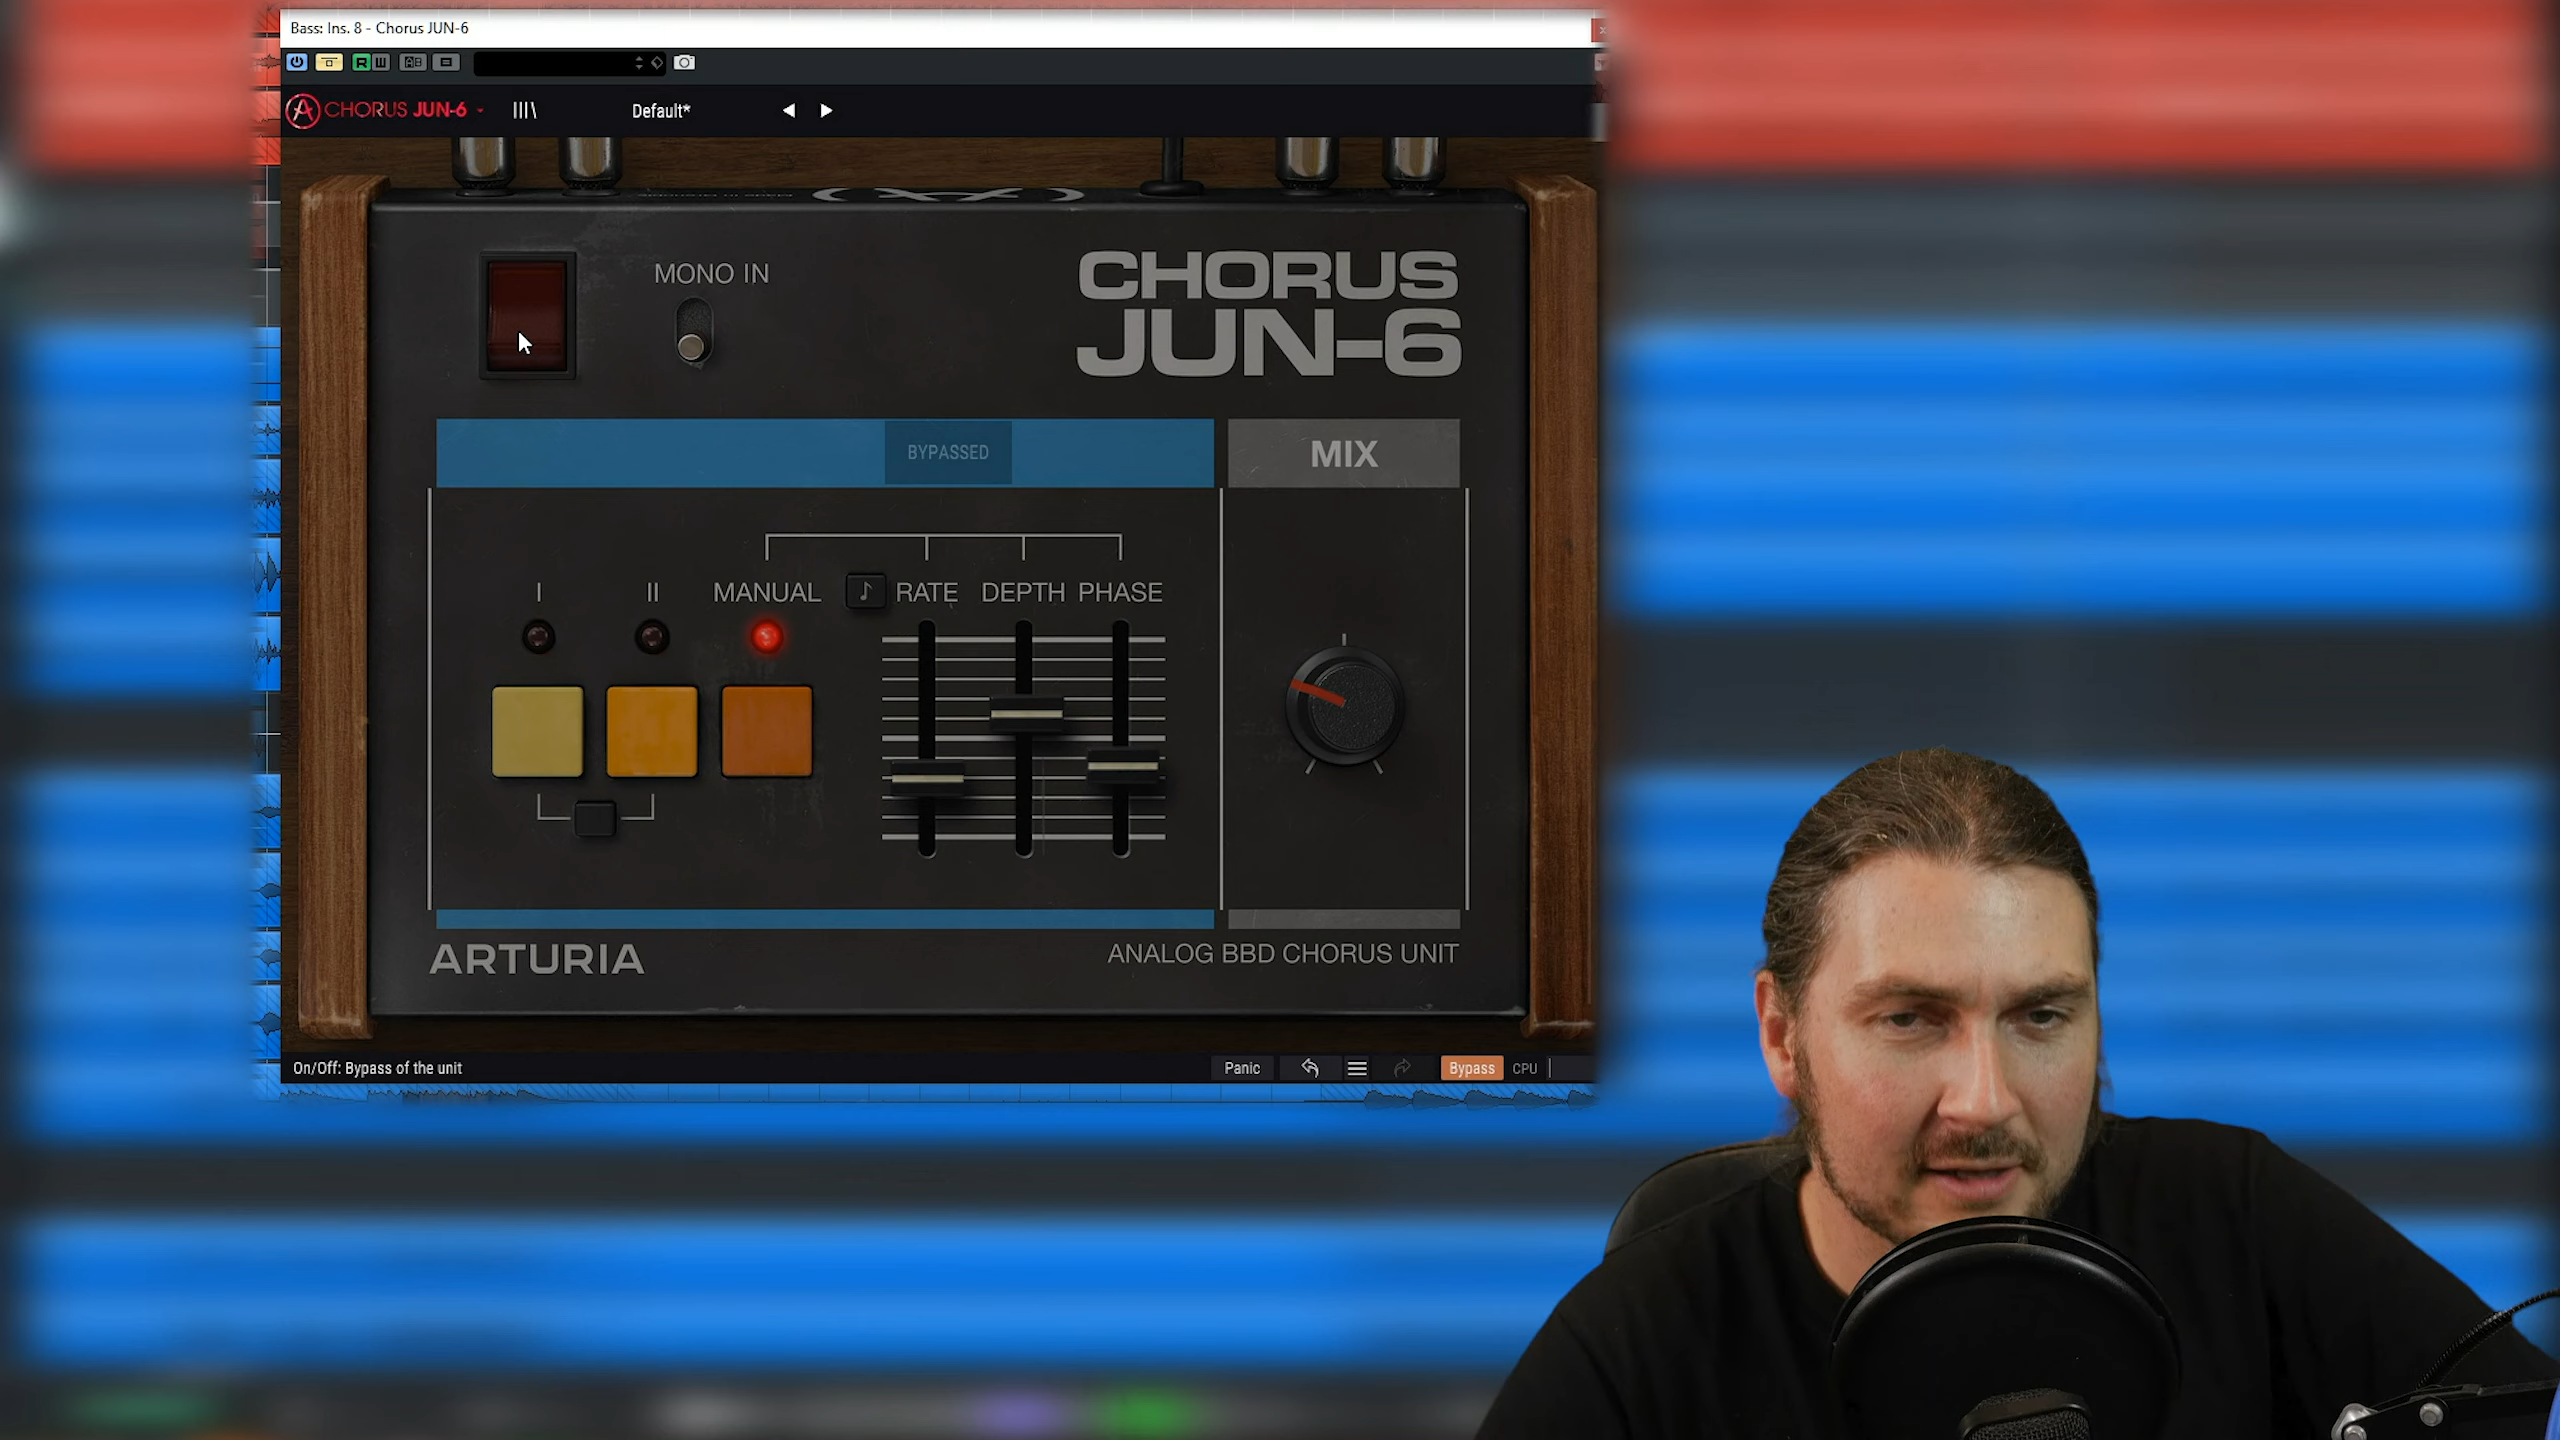 Bass: Ins. 8 - Chorus JUN-6
R W AB
CHORUS JUN-6
Default*
MONO IN
CHORUS
JUN-6
BYPASSED
MIX
I II MANUAL RATE DEPTH PHASE
ARTURIA
ANALOG BBD CHORUS UNIT
On/Off: Bypass of the unit
Panic
Bypass
CPU